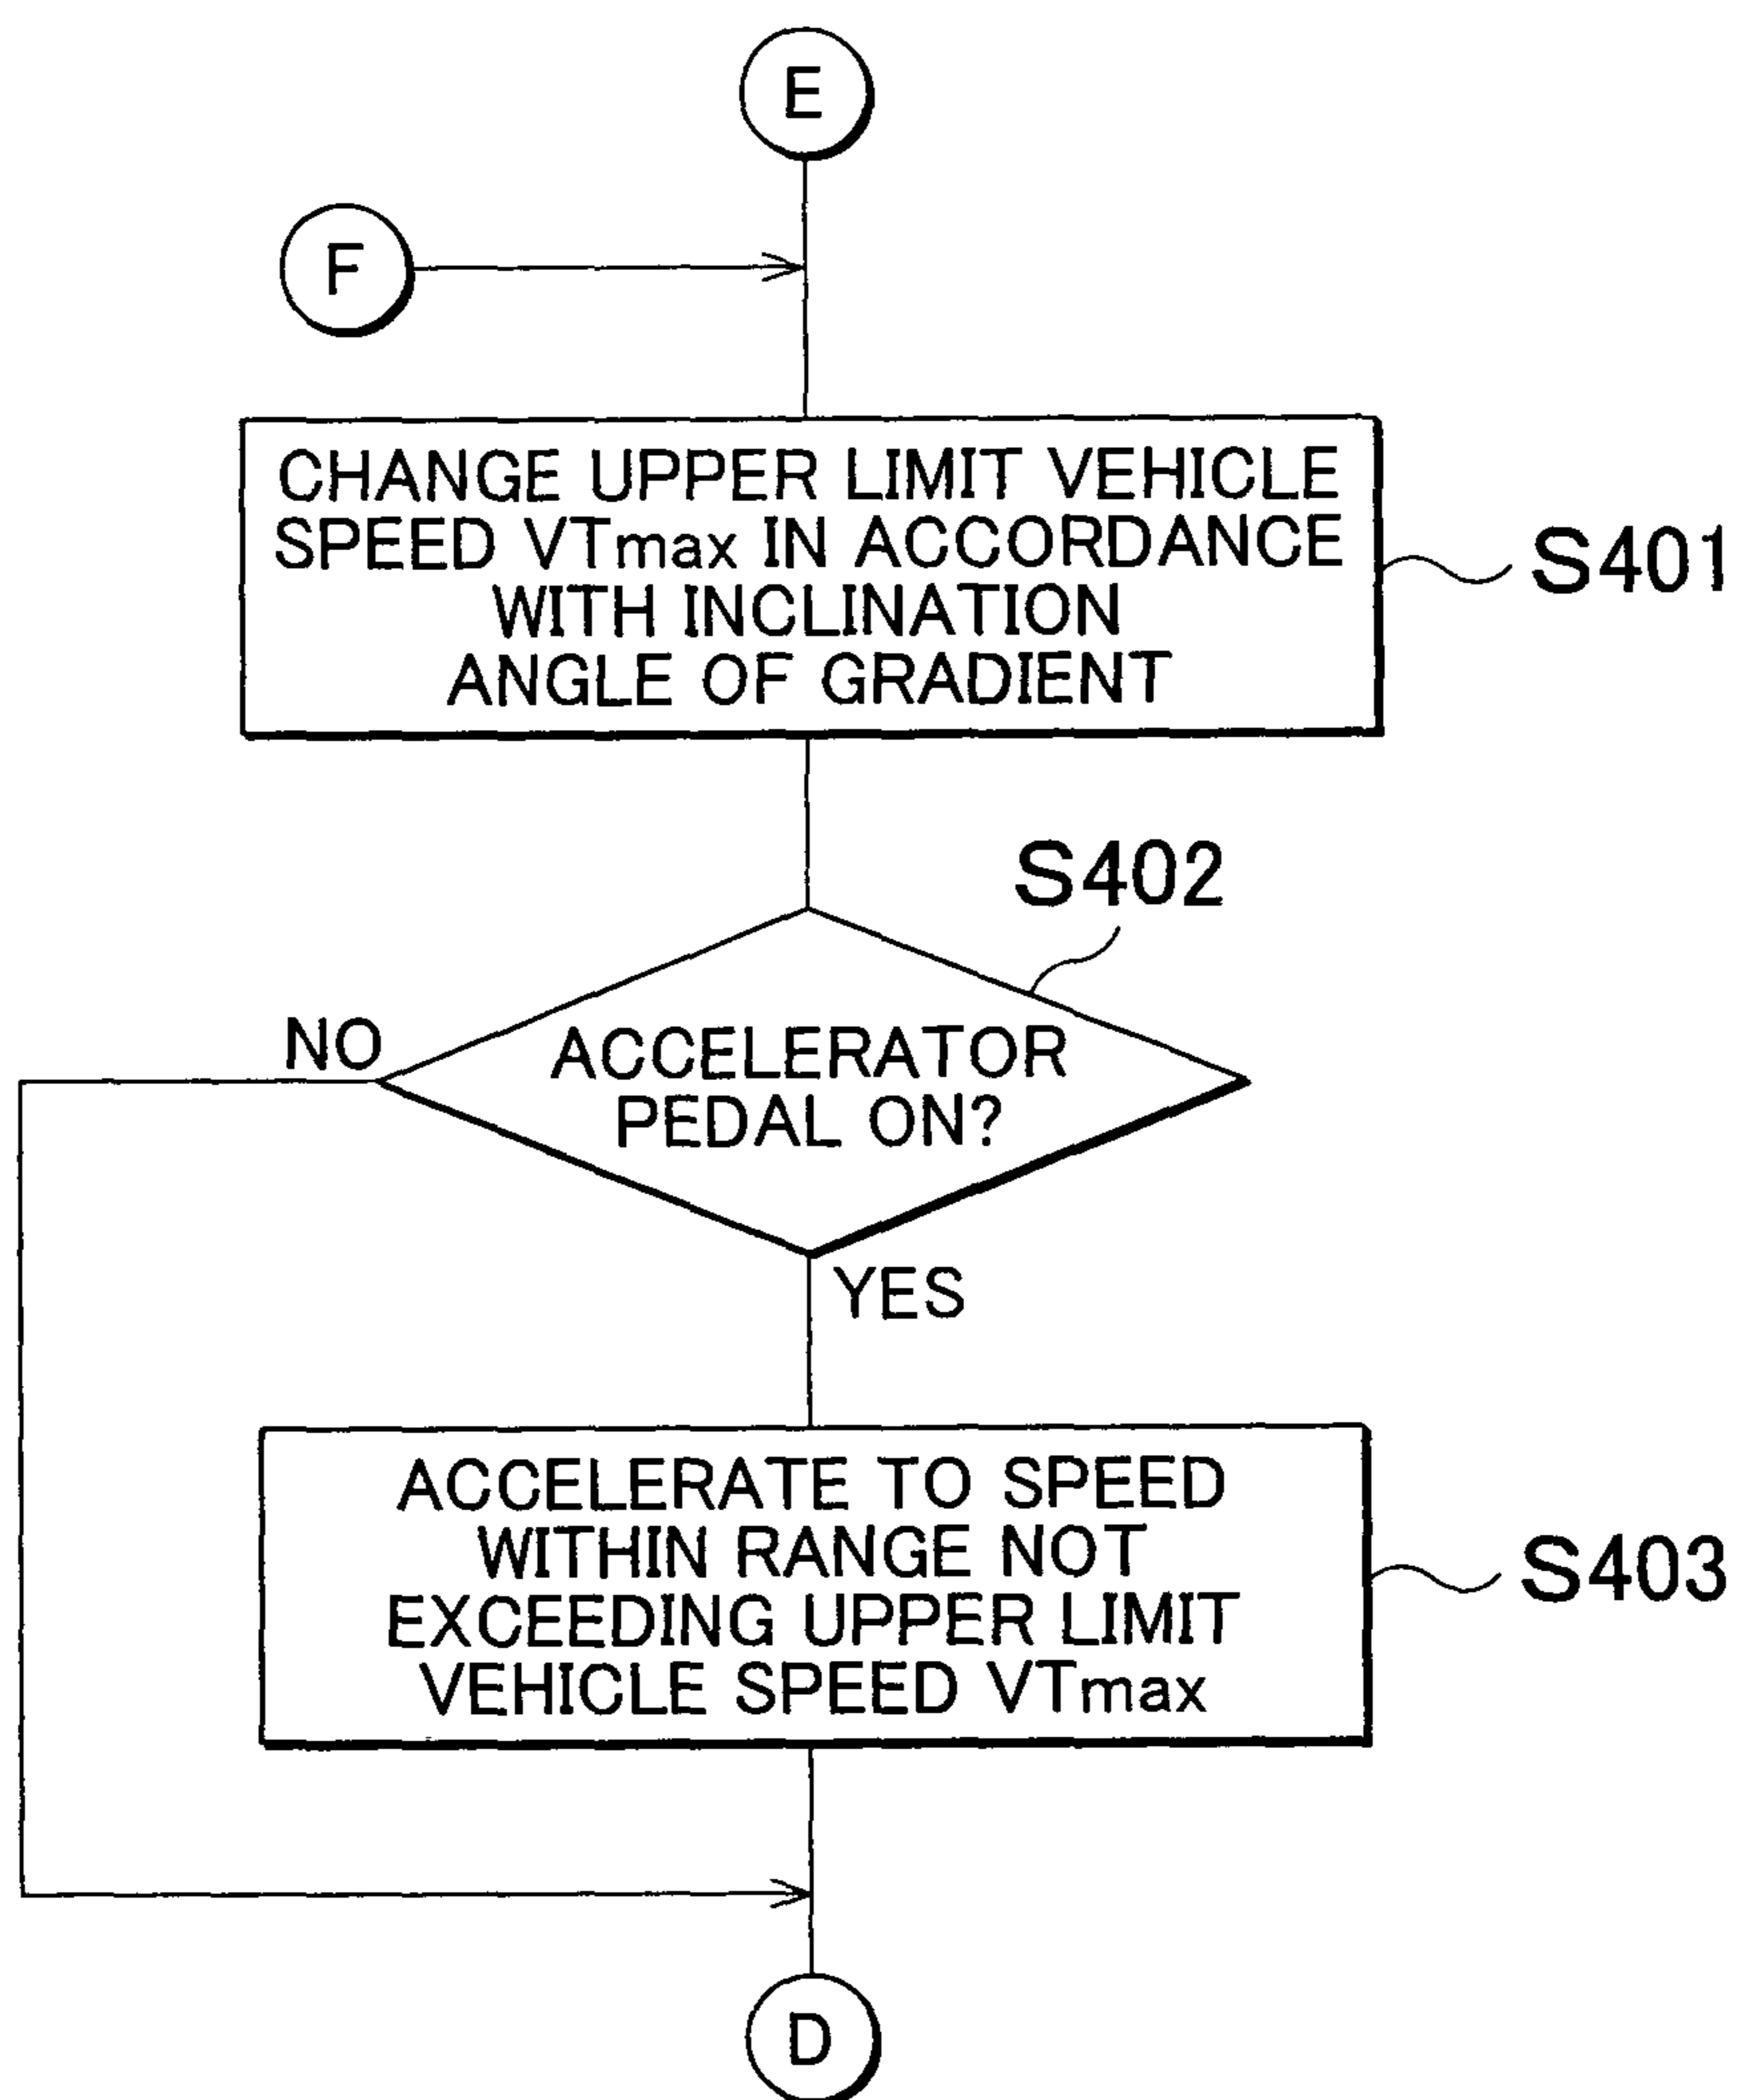 E
F
CHANGE UPPER LIMIT VEHICLE
SPEED VTmax IN ACCORDANCE
WITH INCLINATION
ANGLE OF GRADIENT
S401
S402
NO
ACCELERATOR
PEDAL ON?
YES
ACCELERATE TO SPEED
WITHIN RANGE NOT
EXCEEDING UPPER LIMIT
VEHICLE SPEED VTmax
S403
D